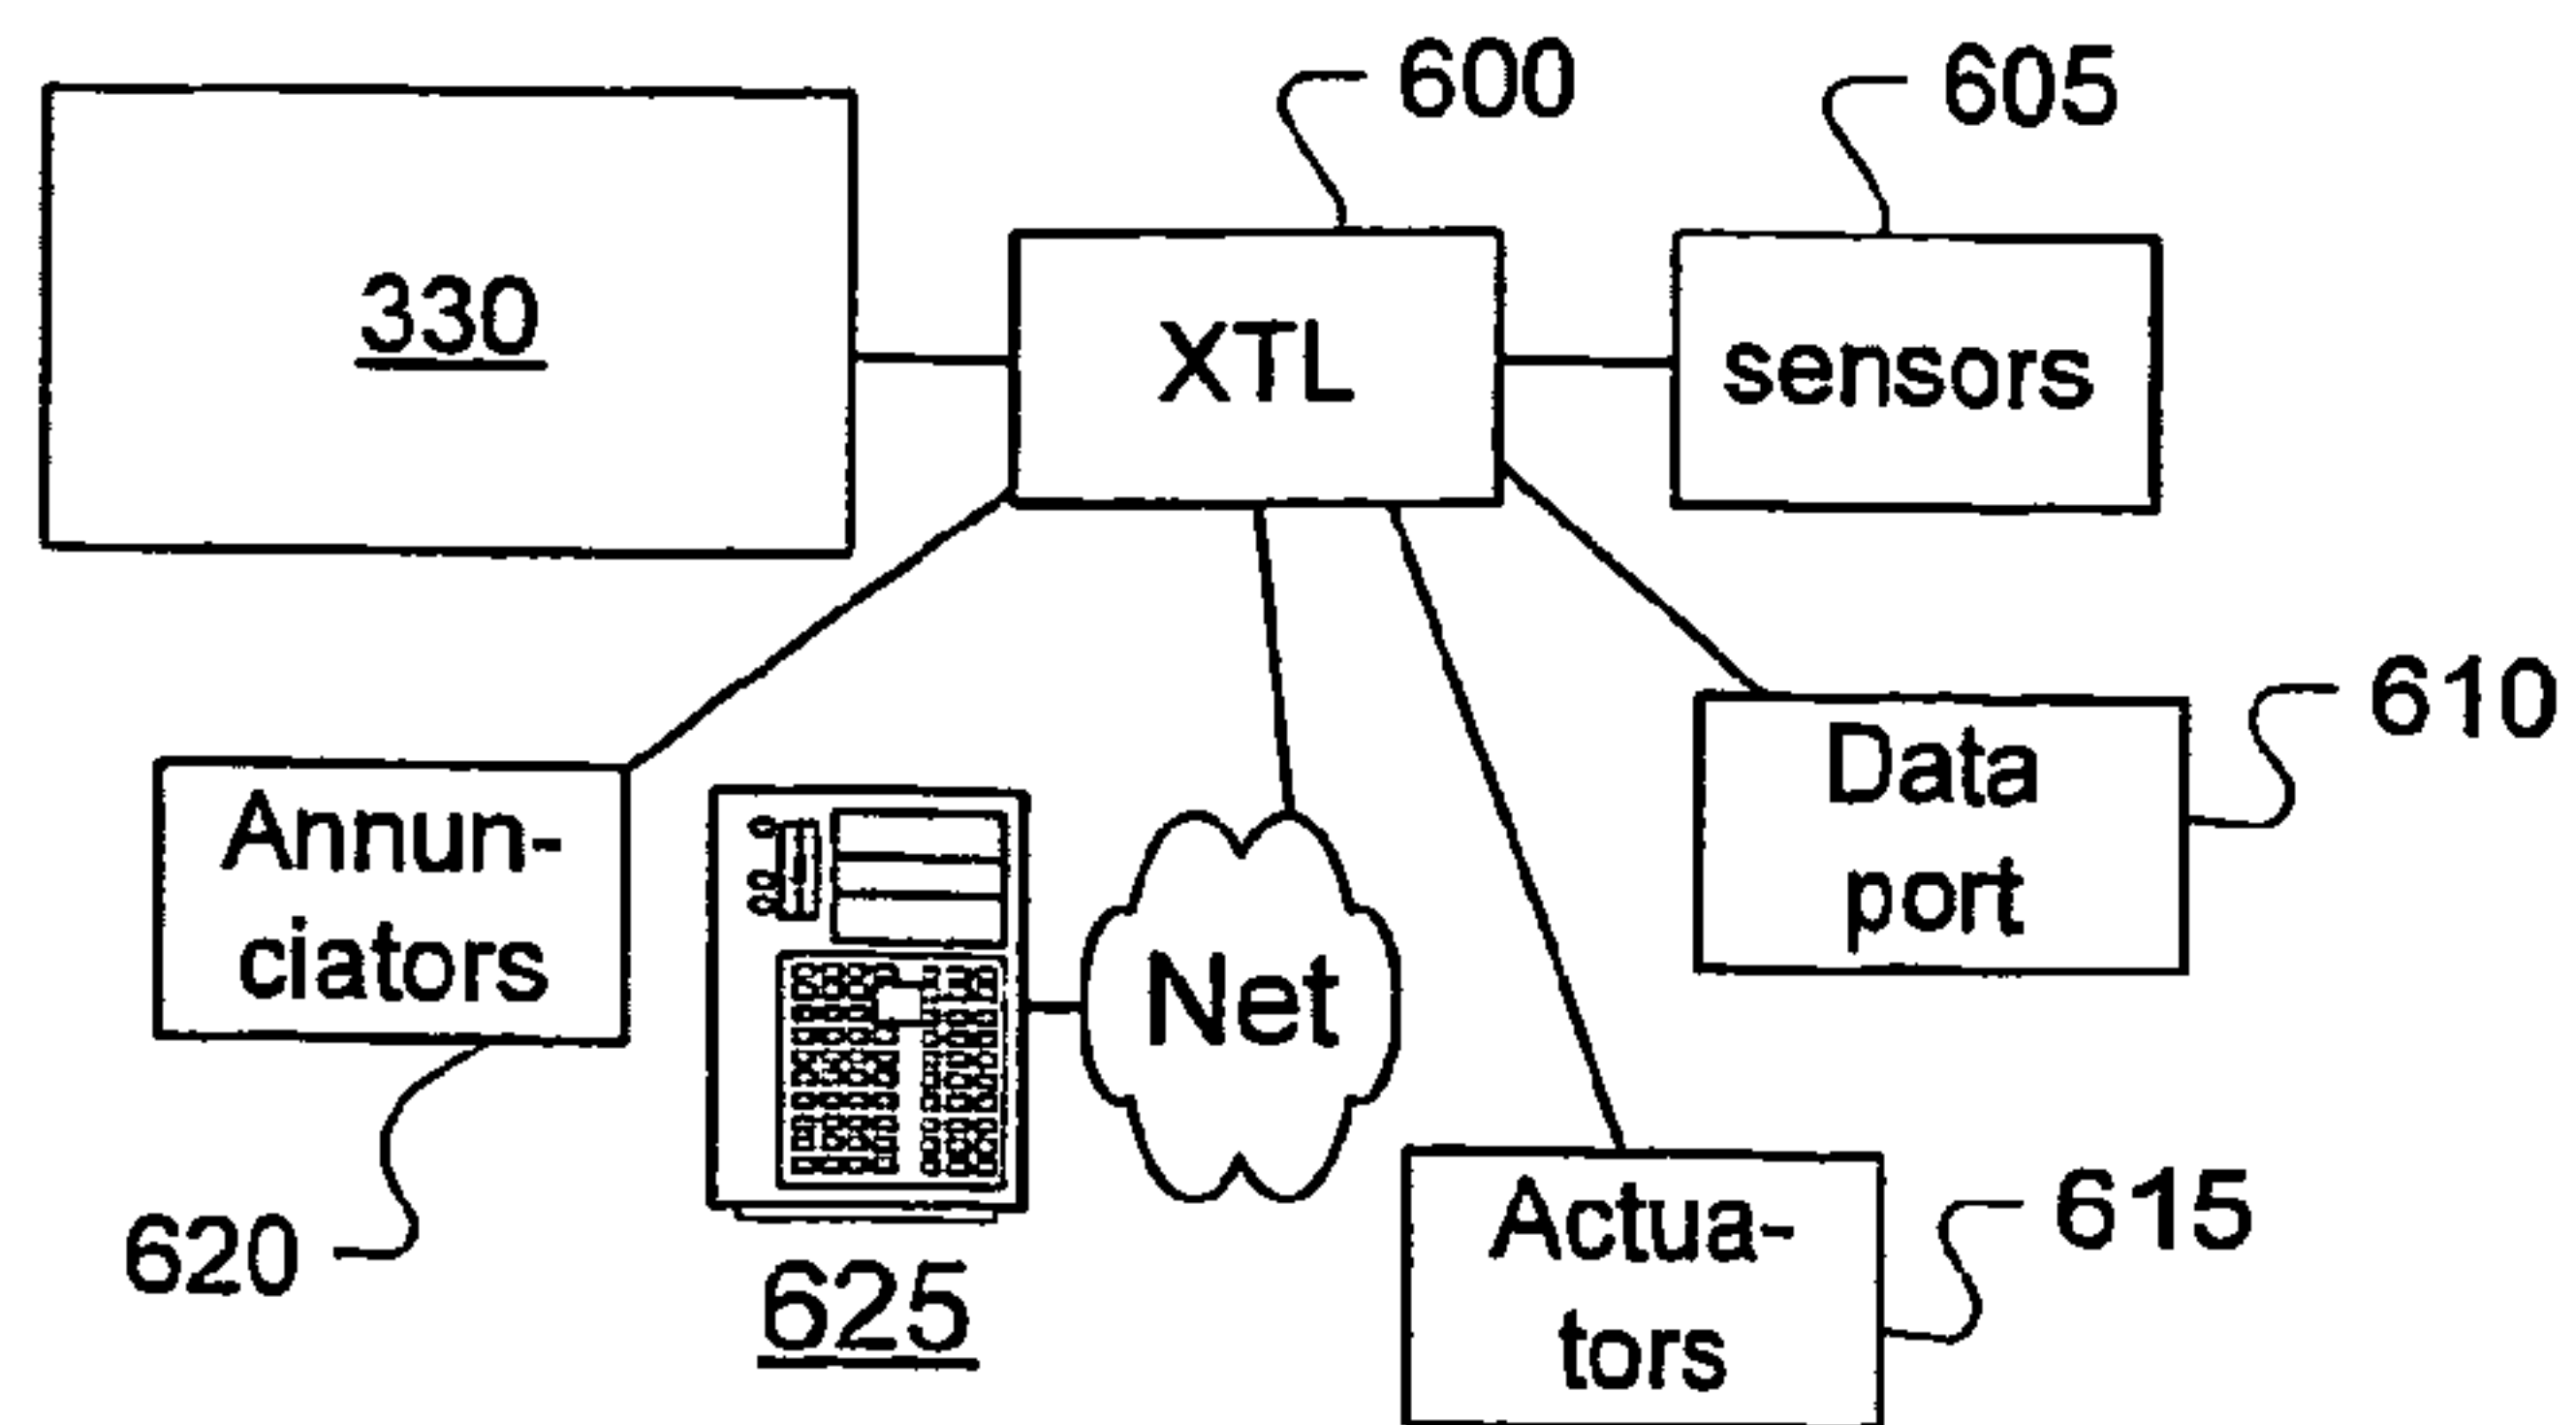 600
605
330
XTL
sensors
610
Data
port
Annun-
ciators
Net
620
625
615
Actua-
tors